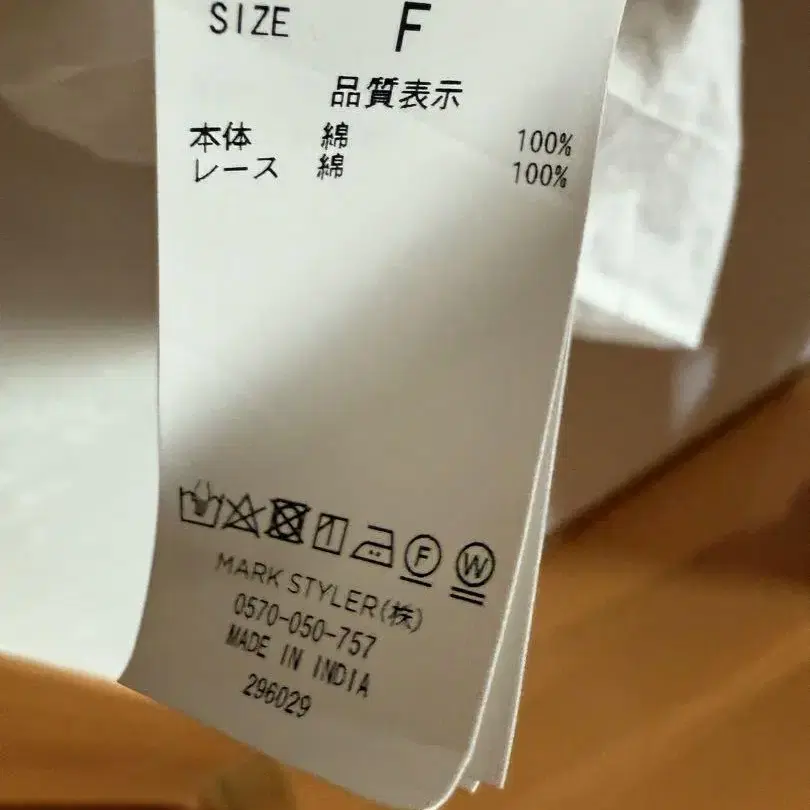 SIZE F
品質表示
本体 綿 100%
レース 綿 100%
F W
MARK STYLER(株)
0570-050-757
MADE IN INDIA
296029